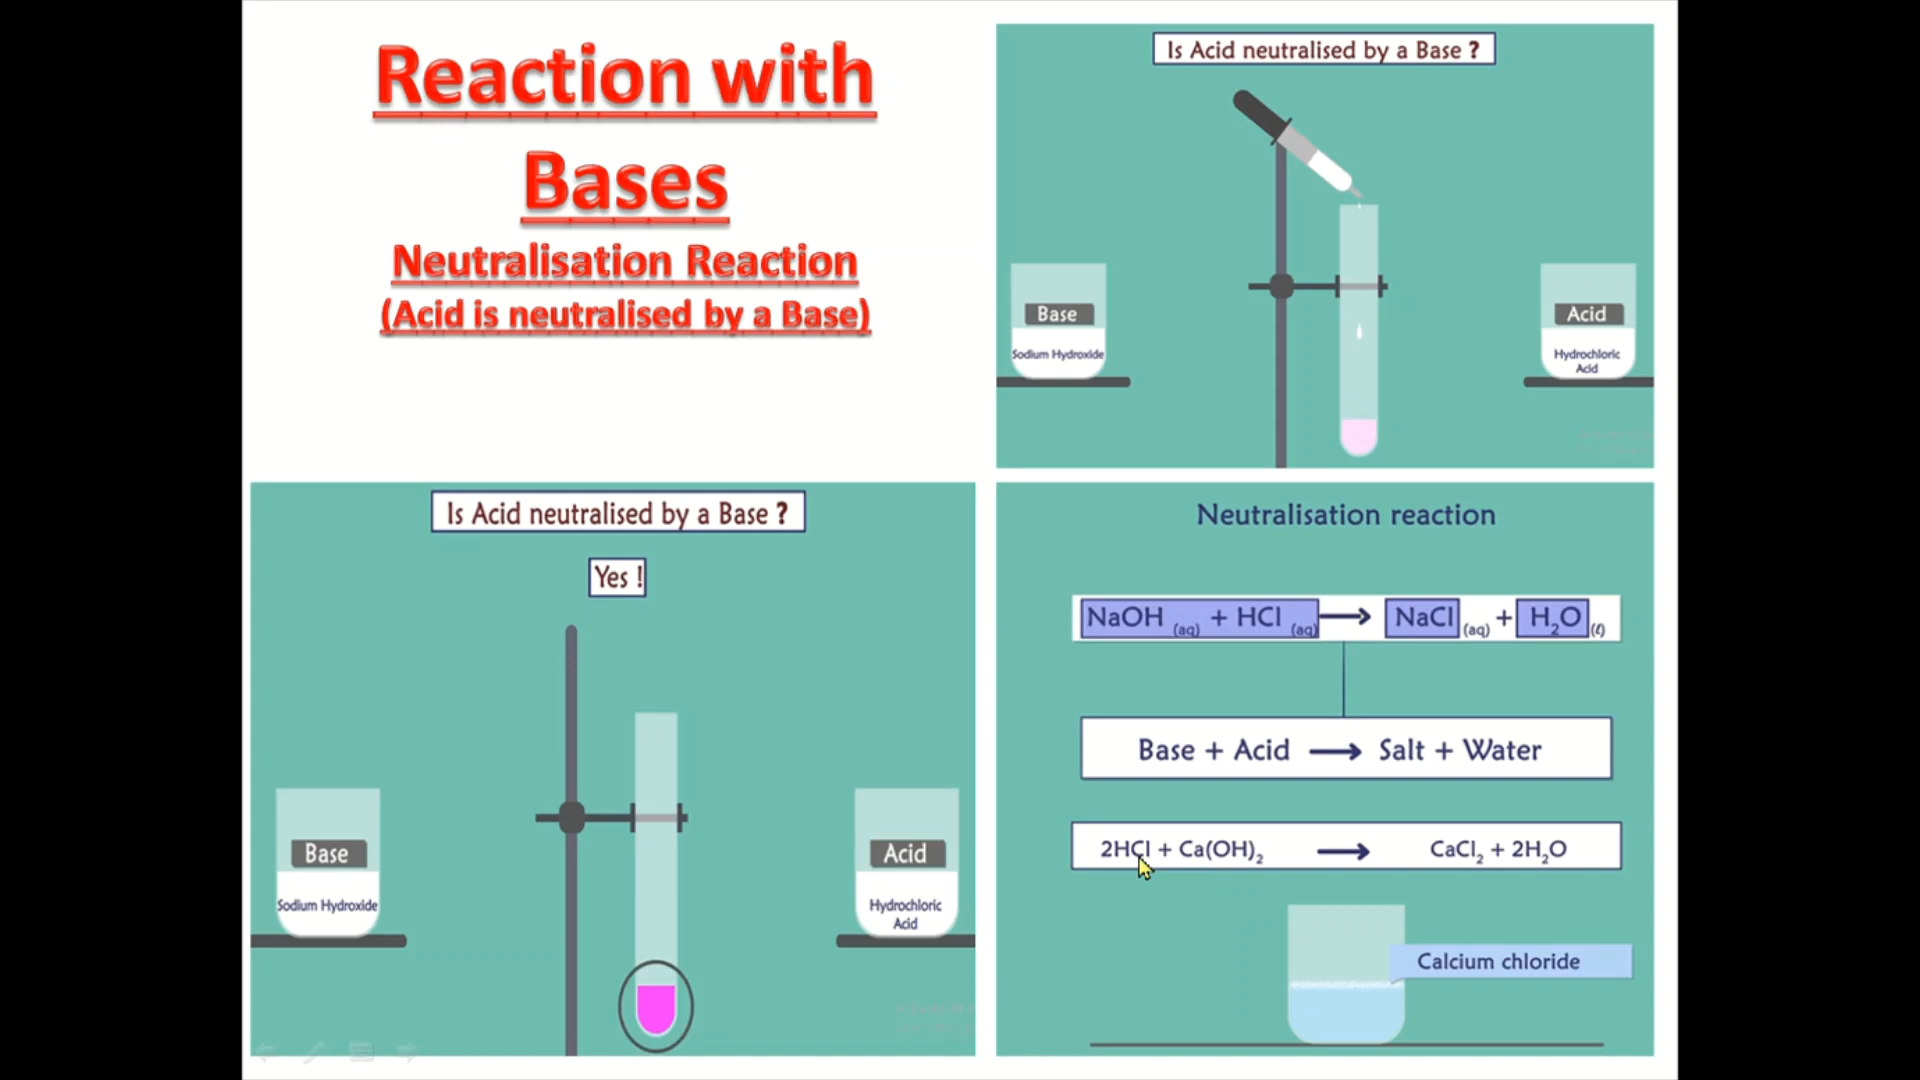 Reaction with
Bases
Neutralisation Reaction
(Acid is neutralised by a Base)
Is Acid neutralised by a Base ?
Base
Sodium Hydroxide
Acid
Hydrochloric
Acid
Is Acid neutralised by a Base ?
Yes !
Base
Sodium Hydroxide
Acid
Hydrochloric
Acid
Neutralisation reaction
NaOH (aq) + HCl (aq) ⟶ NaCl (aq) + H₂O (ℓ)
Base + Acid ⟶ Salt + Water
2HCl + Ca(OH)₂ ⟶ CaCl₂ + 2H₂O
Calcium chloride